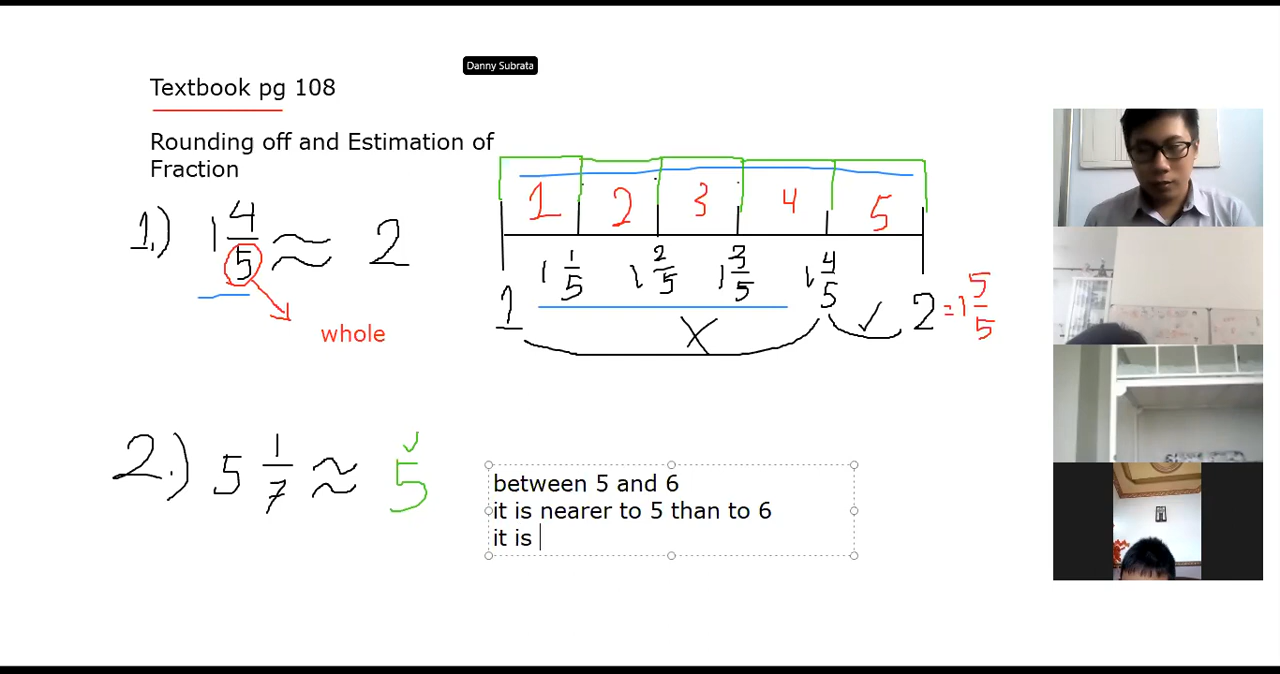 Danny Subrata
Textbook pg 108
Rounding off and Estimation of
Fraction
1.) 1 4/5 ≈ 2
whole
1 2 3 4 5
1 1 1/5 1 2/5 1 3/5 1 4/5 2 = 1 5/5
2.) 5 1/7 ≈ 5
between 5 and 6
it is nearer to 5 than to 6
it is